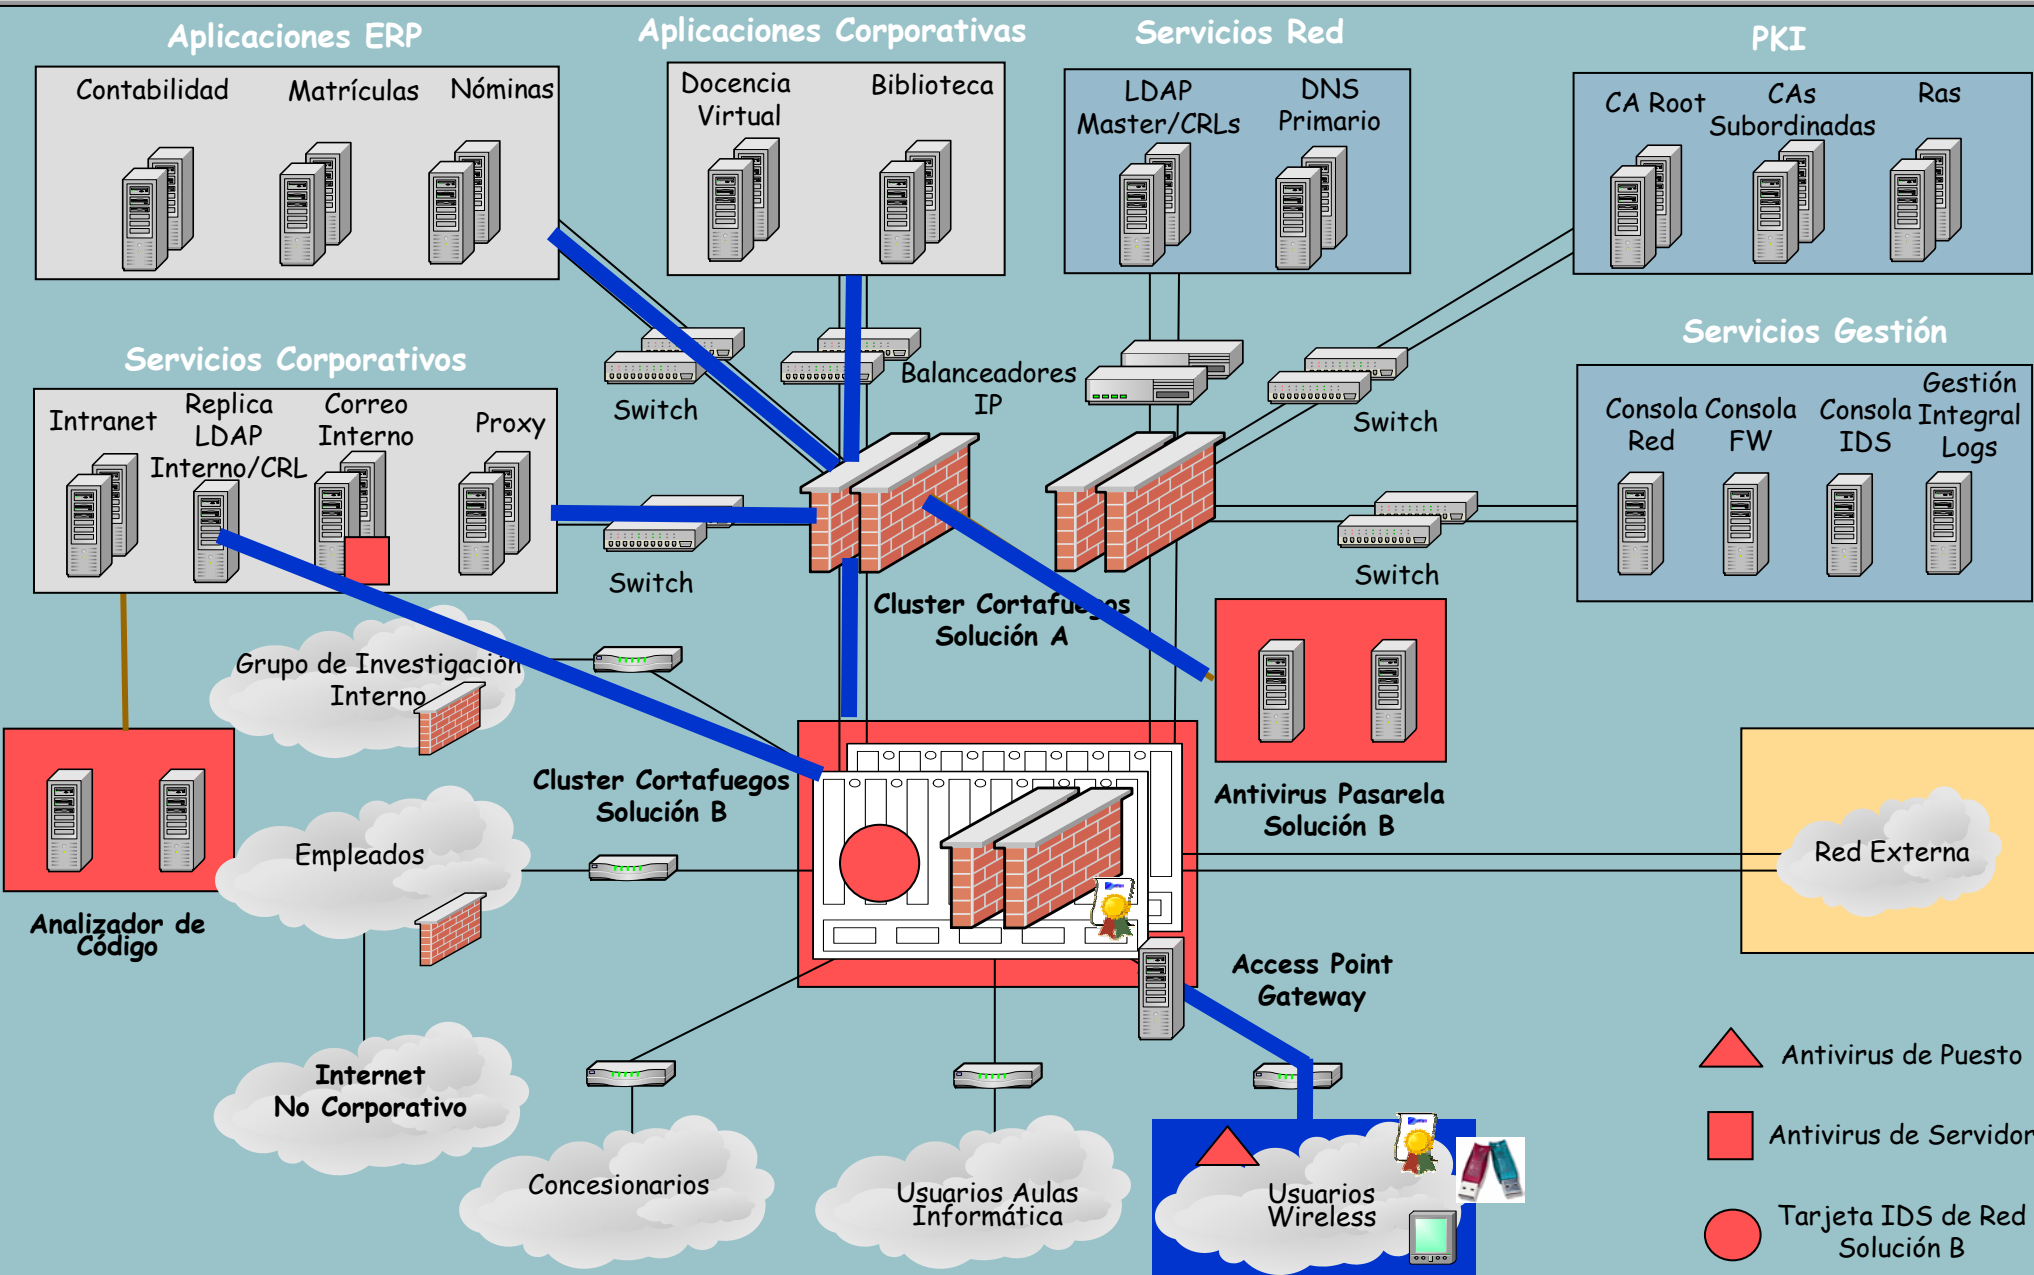 Aplicaciones ERP
Aplicaciones Corporativas
Servicios Red
PKI
Contabilidad
Matrículas
Nóminas
Docencia
Virtual
Biblioteca
LDAP
Master/CRLs
DNS
Primario
CA Root
CAs
Subordinadas
Ras
Servicios Corporativos
Servicios Gestión
Intranet
Replica
LDAP
Interno/CRL
Correo
Interno
Proxy
Switch
Balanceadores
IP
Switch
Consola
Red
Consola
FW
Consola
IDS
Gestión
Integral
Logs
Switch
Switch
Cluster Cortafuegos
Solución A
Grupo de Investigación
Interno
Cluster Cortafuegos
Solución B
Antivirus Pasarela
Solución B
Empleados
Red Externa
Analizador de
Código
Access Point
Gateway
Internet
No Corporativo
Antivirus de Puesto
Antivirus de Servidor
Concesionarios
Usuarios Aulas
Informática
Usuarios
Wireless
Tarjeta IDS de Red
Solución B